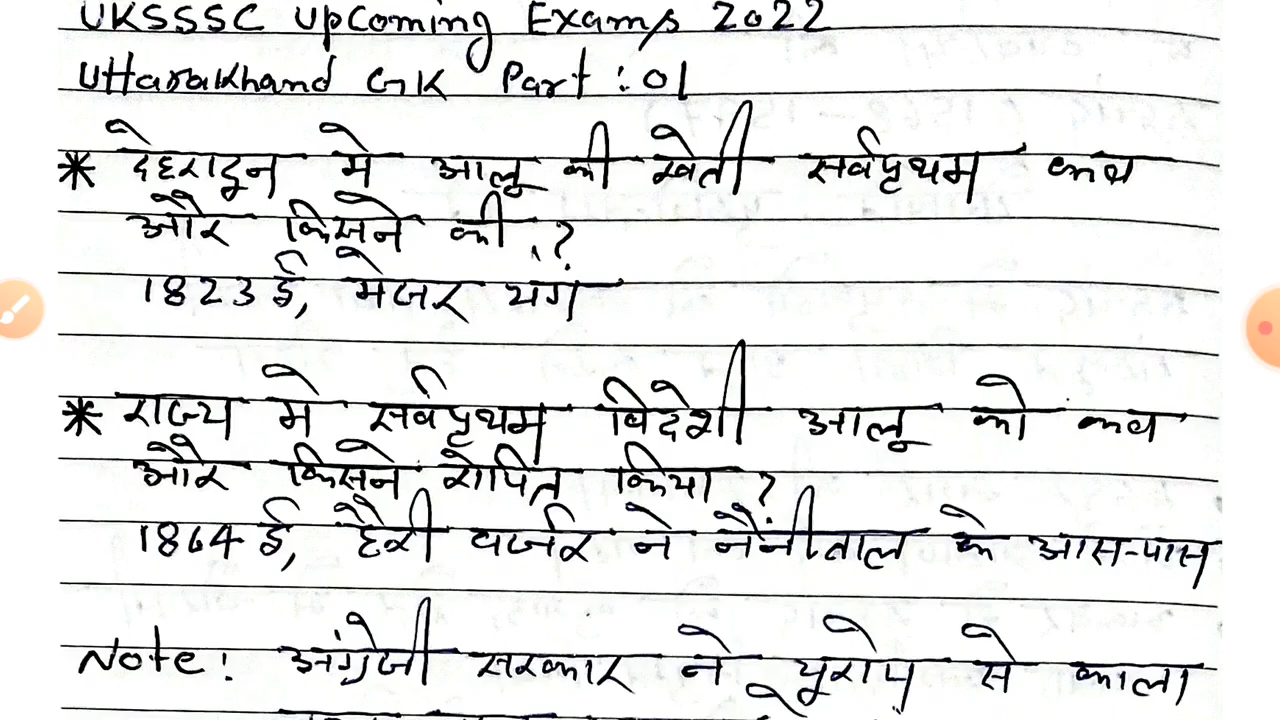 UKSSSC Upcoming Exams 2022
Uttarakhand GK Part : 01
* देहरादून मे आलू की खेती सर्वप्रथम कब
और किसने की ?
1823 ई, मेजर यंग
* राज्य मे सर्वप्रथम विदेशी आलू को कब
और किसने रोपित किया ?
1864 ई, हैरी बर्जर ने नैंनीताल के आस-पास
Note: अंग्रेजी सरकार ने यूरोप से काला